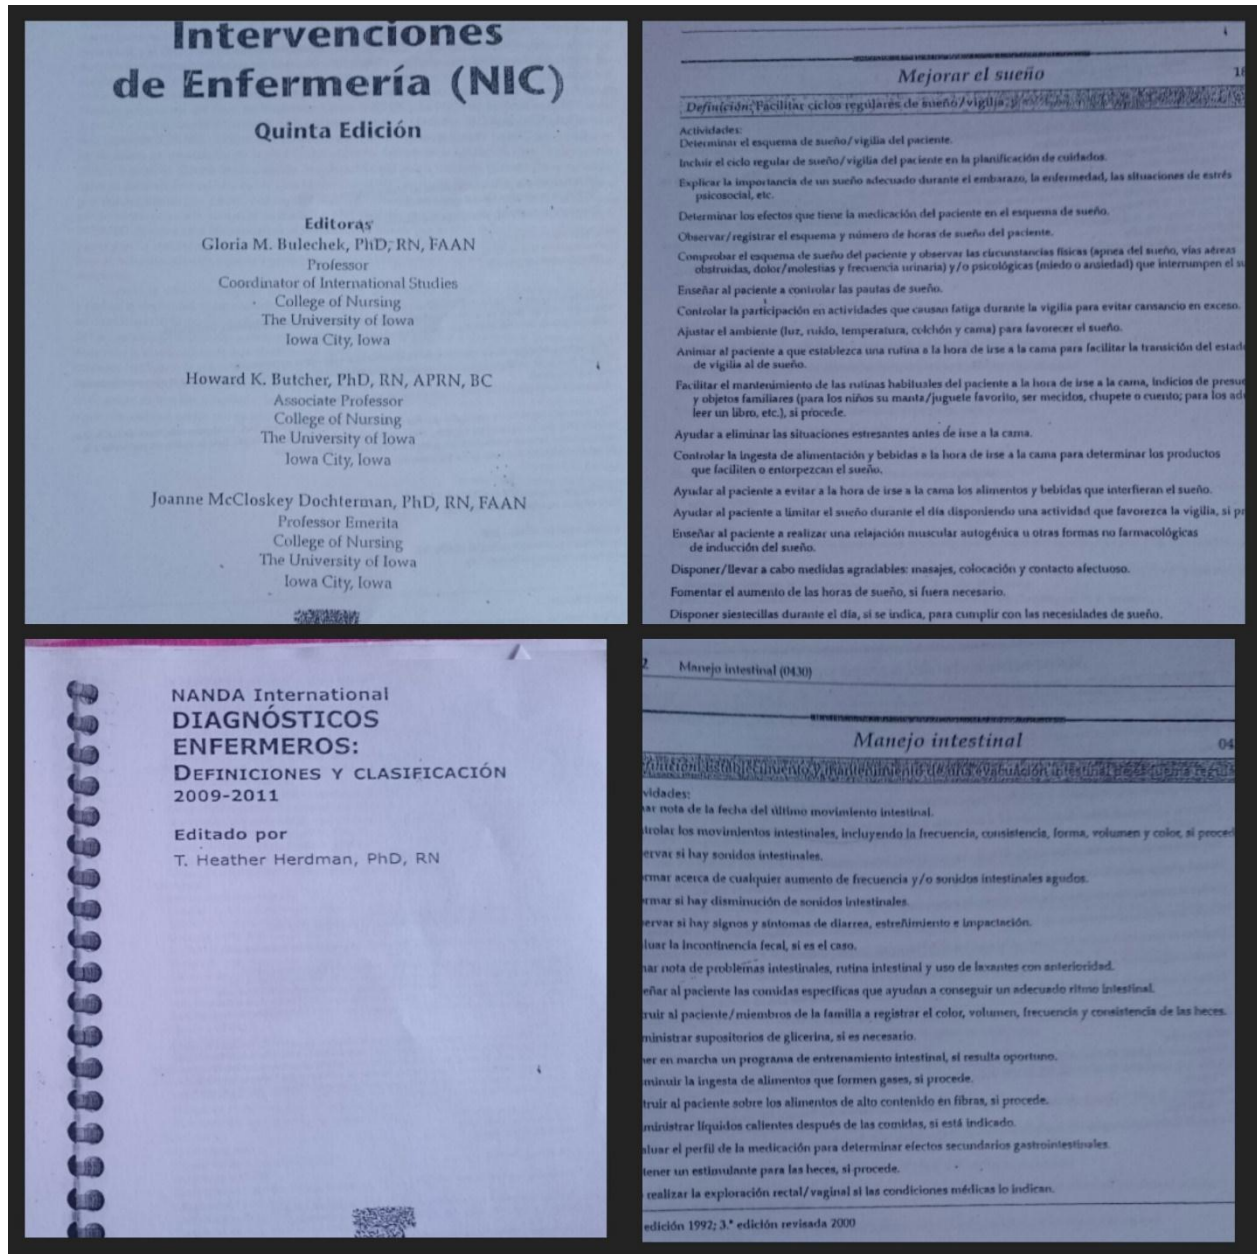 Intervenciones
de Enfermería (NIC)
Quinta Edición
Editoras
Gloria M. Bulechek, PhD, RN, FAAN
Professor
Coordinator of International Studies
College of Nursing
The University of Iowa
Iowa City, Iowa
Howard K. Butcher, PhD, RN, APRN, BC
Associate Professor
College of Nursing
The University of Iowa
Iowa City, Iowa
Joanne McCloskey Dochterman, PhD, RN, FAAN
Professor Emerita
College of Nursing
The University of Iowa
Iowa City, Iowa
Mejorar el sueño
18
Definición: Facilitar ciclos regulares de sueño/vigilia.
Actividades:
Determinar el esquema de sueño/vigilia del paciente.
Incluir el ciclo regular de sueño/vigilia del paciente en la planificación de cuidados.
Explicar la importancia de un sueño adecuado durante el embarazo, la enfermedad, las situaciones de estrés
psicosocial, etc.
Determinar los efectos que tiene la medicación del paciente en el esquema de sueño.
Observar/registrar el esquema y número de horas de sueño del paciente.
Comprobar el esquema de sueño del paciente y observar las circunstancias físicas (apnea del sueño, vías aéreas
obstruidas, dolor/molestias y frecuencia urinaria) y/o psicológicas (miedo o ansiedad) que interrumpen el su
Enseñar al paciente a controlar las pautas de sueño.
Controlar la participación en actividades que causan fatiga durante la vigilia para evitar cansancio en exceso.
Ajustar el ambiente (luz, ruido, temperatura, colchón y cama) para favorecer el sueño.
Animar al paciente a que establezca una rutina a la hora de irse a la cama para facilitar la transición del estado
de vigilia al de sueño.
Facilitar el mantenimiento de las rutinas habituales del paciente a la hora de irse a la cama, indicios de presue
y objetos familiares (para los niños su manta/juguete favorito, ser mecidos, chupete o cuento; para los adu
leer un libro, etc.), si procede.
Ayudar a eliminar las situaciones estresantes antes de irse a la cama.
Controlar la ingesta de alimentación y bebidas a la hora de irse a la cama para determinar los productos
que faciliten o entorpezcan el sueño.
Ayudar al paciente a evitar a la hora de irse a la cama los alimentos y bebidas que interfieran el sueño.
Ayudar al paciente a limitar el sueño durante el día disponiendo una actividad que favorezca la vigilia, si pr
Enseñar al paciente a realizar una relajación muscular autogénica u otras formas no farmacológicas
de inducción del sueño.
Disponer/llevar a cabo medidas agradables: masajes, colocación y contacto afectuoso.
Fomentar el aumento de las horas de sueño, si fuera necesario.
Disponer siestecillas durante el día, si se indica, para cumplir con las necesidades de sueño.
NANDA International
DIAGNÓSTICOS
ENFERMEROS:
DEFINICIONES Y CLASIFICACIÓN
2009-2011
Editado por
T. Heather Herdman, PhD, RN
2 Manejo intestinal (0430)
Manejo intestinal
04
vidades:
ar nota de la fecha del último movimiento intestinal.
trolar los movimientos intestinales, incluyendo la frecuencia, consistencia, forma, volumen y color, si proced
ervar si hay sonidos intestinales.
rmar acerca de cualquier aumento de frecuencia y/o sonidos intestinales agudos.
rmar si hay disminución de sonidos intestinales.
ervar si hay signos y síntomas de diarrea, estreñimiento e impactación.
luar la incontinencia fecal, si es el caso.
ar nota de problemas intestinales, rutina intestinal y uso de laxantes con anterioridad.
eñar al paciente las comidas específicas que ayudan a conseguir un adecuado ritmo intestinal.
ruir al paciente/miembros de la familia a registrar el color, volumen, frecuencia y consistencia de las heces.
ministrar supositorios de glicerina, si es necesario.
er en marcha un programa de entrenamiento intestinal, si resulta oportuno.
minuir la ingesta de alimentos que formen gases, si procede.
truir al paciente sobre los alimentos de alto contenido en fibras, si procede.
ministrar líquidos calientes después de las comidas, si está indicado.
aluar el perfil de la medicación para determinar efectos secundarios gastrointestinales.
tener un estimulante para las heces, si procede.
realizar la exploración rectal/vaginal si las condiciones médicas lo indican.
edición 1992; 3.ª edición revisada 2000